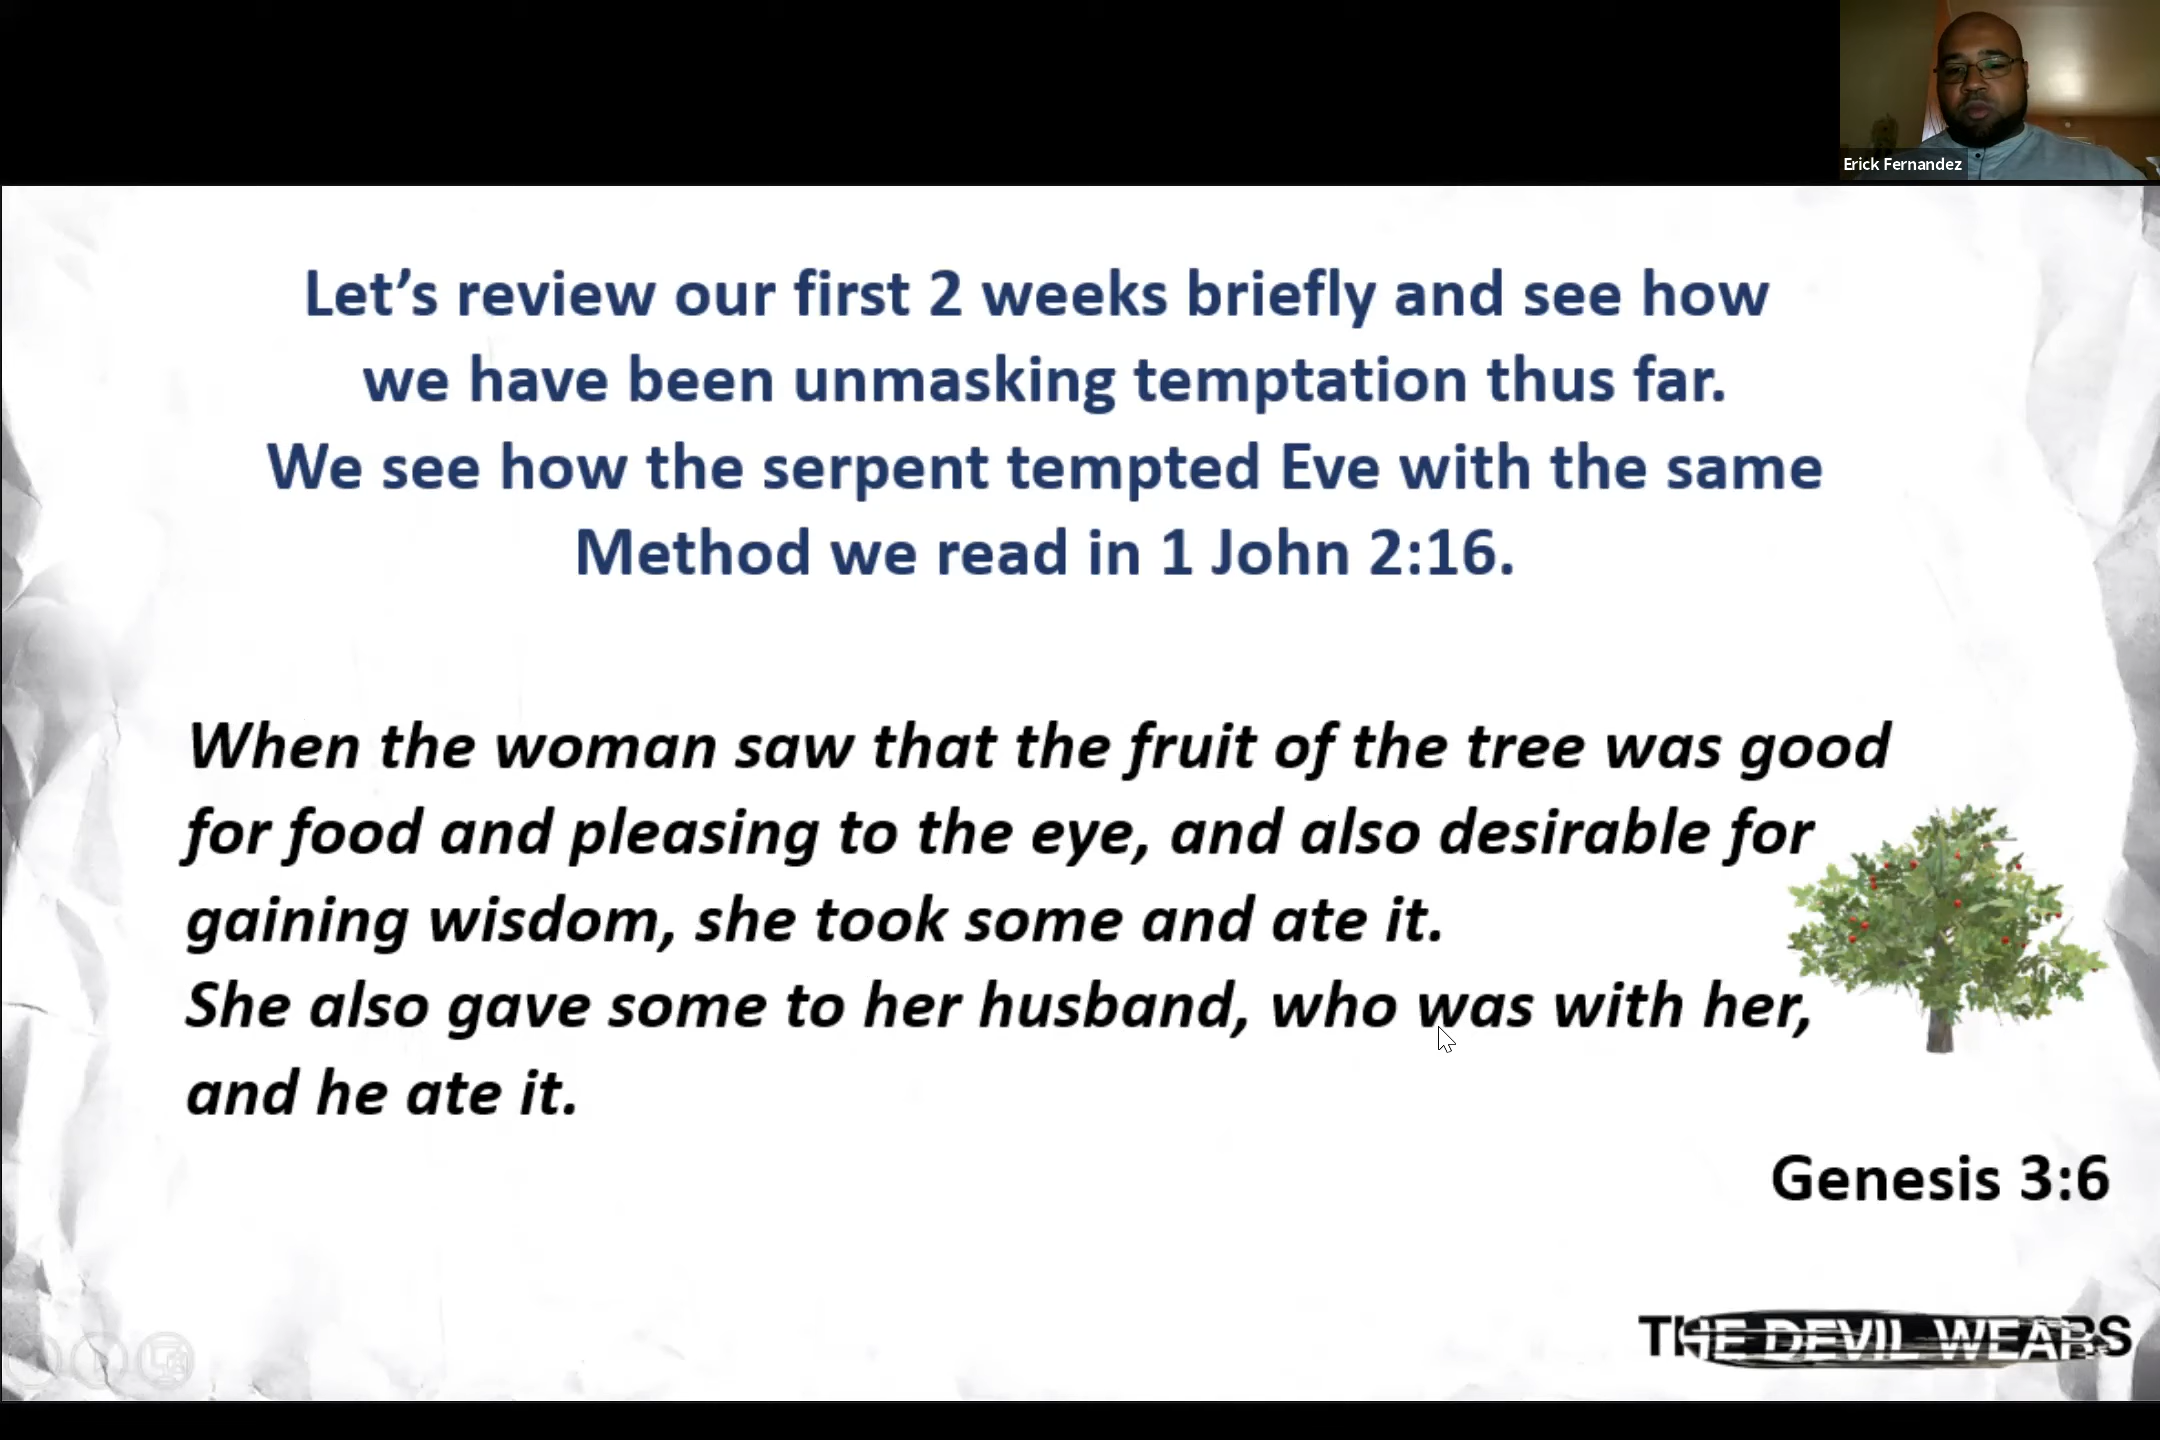 Erick Fernandez
Let’s review our first 2 weeks briefly and see how
we have been unmasking temptation thus far.
We see how the serpent tempted Eve with the same
Method we read in 1 John 2:16.
When the woman saw that the fruit of the tree was good
for food and pleasing to the eye, and also desirable for
gaining wisdom, she took some and ate it.
She also gave some to her husband, who was with her,
and he ate it.
Genesis 3:6
THE DEVIL WEARS